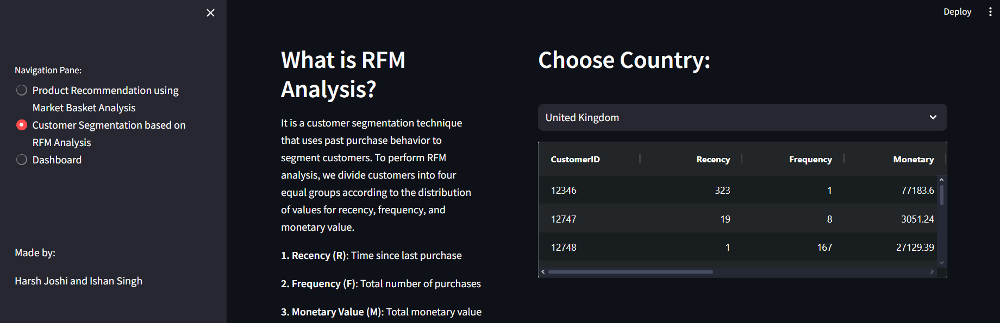 Deploy
Navigation Pane:
Product Recommendation using
Market Basket Analysis
Customer Segmentation based on
RFM Analysis
Dashboard
Made by:
Harsh Joshi and Ishan Singh
What is RFM
Analysis?
It is a customer segmentation technique
that uses past purchase behavior to
segment customers. To perform RFM
analysis, we divide customers into four
equal groups according to the distribution
of values for recency, frequency, and
monetary value.
1. Recency (R): Time since last purchase
2. Frequency (F): Total number of purchases
3. Monetary Value (M): Total monetary value
Choose Country:
United Kingdom
CustomerID Recency Frequency Monetary
12346 323 1 77183.6
12747 19 8 3051.24
12748 1 167 27129.39